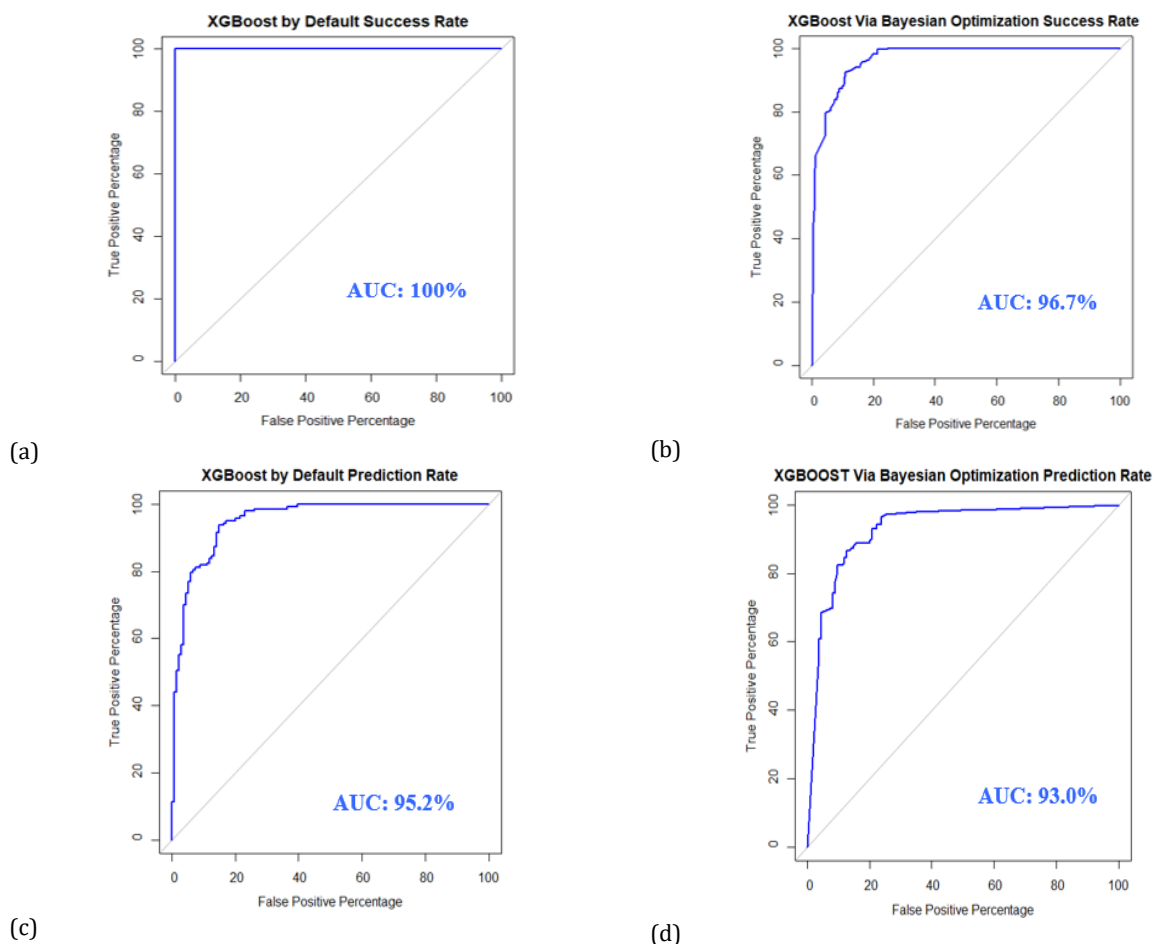 XGBoost by Default Success Rate
True Positive Percentage
100
80
60
40
20
0
AUC: 100%
0 20 40 60 80 100
False Positive Percentage
(a)
XGBoost Via Bayesian Optimization Success Rate
True Positive Percentage
100
80
60
40
20
0
AUC: 96.7%
0 20 40 60 80 100
False Positive Percentage
(b)
XGBoost by Default Prediction Rate
True Positive Percentage
100
80
60
40
20
0
AUC: 95.2%
0 20 40 60 80 100
False Positive Percentage
(c)
XGBOOST Via Bayesian Optimization Prediction Rate
True Positive Percentage
100
80
60
40
20
0
AUC: 93.0%
0 20 40 60 80 100
False Positive Percentage
(d)